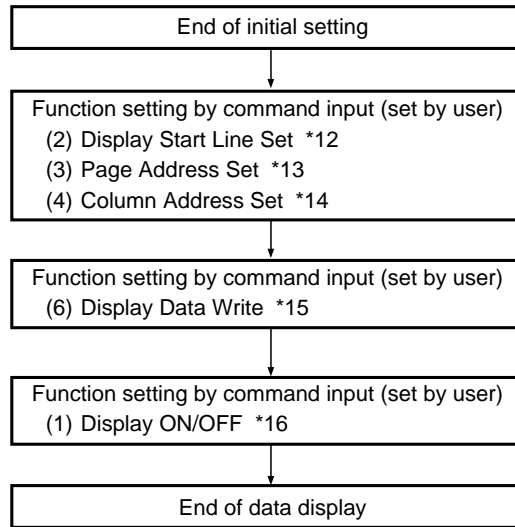 End of initial setting
Function setting by command input (set by user)
(2) Display Start Line Set *12
(3) Page Address Set *13
(4) Column Address Set *14
Function setting by command input (set by user)
(6) Display Data Write *15
Function setting by command input (set by user)
(1) Display ON/OFF *16
End of data display